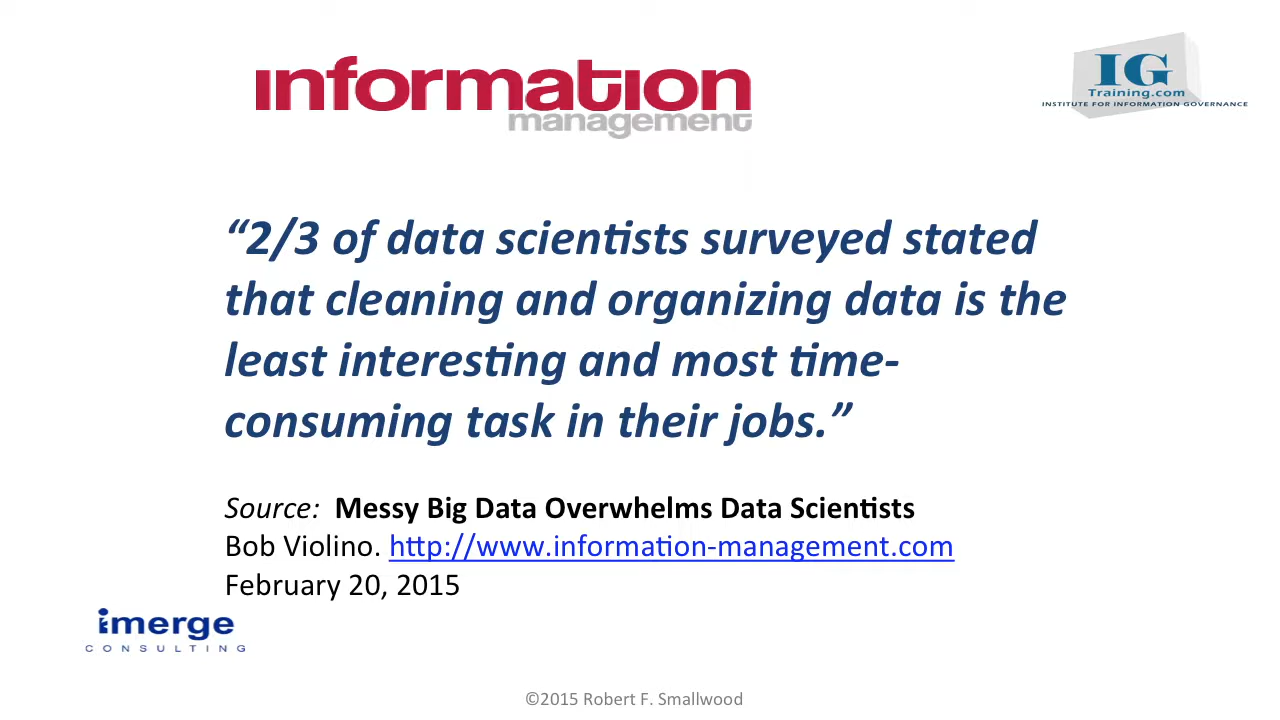 information
management
IG
Training.com
INSTITUTE FOR INFORMATION GOVERNANCE
“2/3 of data scientists surveyed stated
that cleaning and organizing data is the
least interesting and most time-
consuming task in their jobs.”
Source: Messy Big Data Overwhelms Data Scientists
Bob Violino. http://www.information-management.com
February 20, 2015
imerge
CONSULTING
©2015 Robert F. Smallwood